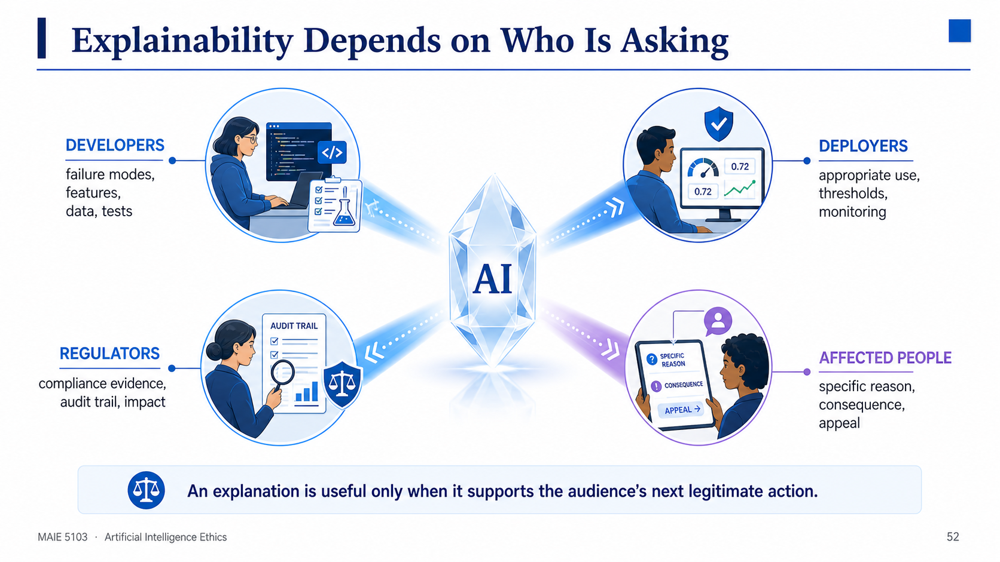 Explainability Depends on Who Is Asking
DEVELOPERS
failure modes,
features,
data, tests
</>
DEPLOYERS
appropriate use,
thresholds,
monitoring
0.72
0.72
AI
REGULATORS
compliance evidence,
audit trail, impact
AUDIT TRAIL
AFFECTED PEOPLE
specific reason,
consequence,
appeal
?
SPECIFIC
REASON
!
CONSEQUENCE
APPEAL →
An explanation is useful only when it supports the audience’s next legitimate action.
MAIE 5103 · Artificial Intelligence Ethics
52